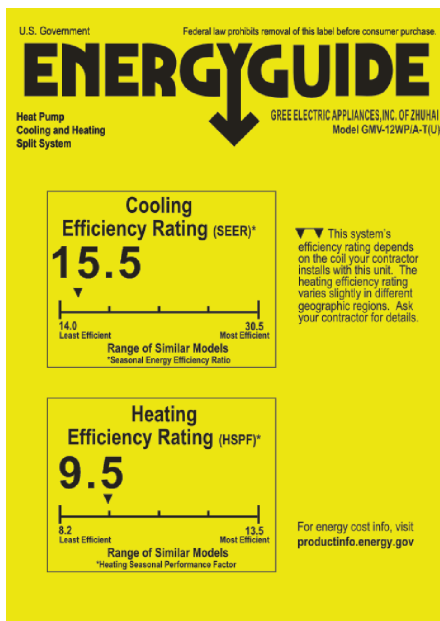 U.S. Government
Federal law prohibits removal of this label before consumer purchase.
ENERGYGUIDE
Heat Pump
Cooling and Heating
Split System
GREE ELECTRIC APPLIANCES,INC. OF ZHUHAI
Model GMV-12WP/A-T(U)
Cooling
Efficiency Rating (SEER)*
15.5
14.0
30.5
Least Efficient
Most Efficient
Range of Similar Models
*Seasonal Energy Efficiency Ratio
This system's
efficiency rating depends
on the coil your contractor
installs with this unit. The
heating efficiency rating
varies slightly in different
geographic regions. Ask
your contractor for details.
Heating
Efficiency Rating (HSPF)*
9.5
8.2
13.5
Least Efficient
Most Efficient
Range of Similar Models
*Heating Seasonal Performance Factor
For energy cost info, visit
productinfo.energy.gov